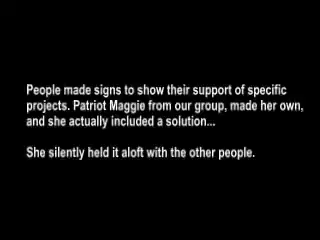 People made signs to show their support of specific
projects. Patriot Maggie from our group, made her own,
and she actually included a solution...
She silently held it aloft with the other people.